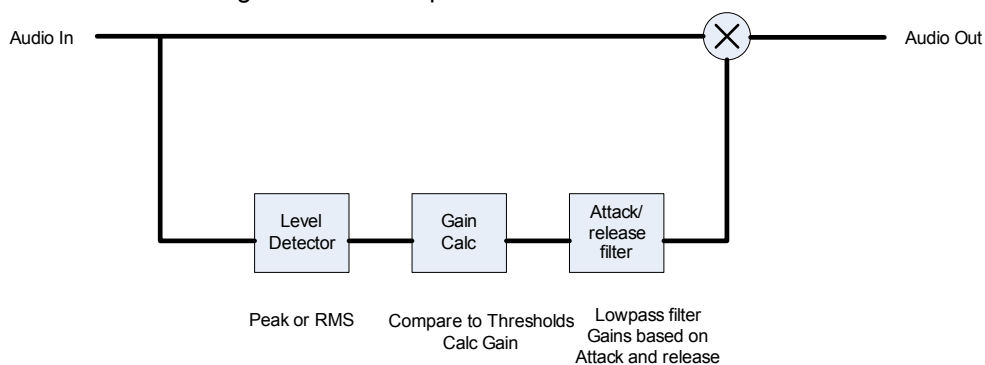 Audio In
Audio Out
Level
Detector
Gain
Calc
Attack/
release
filter
Peak or RMS
Compare to Thresholds
Calc Gain
Lowpass filter
Gains based on
Attack and release